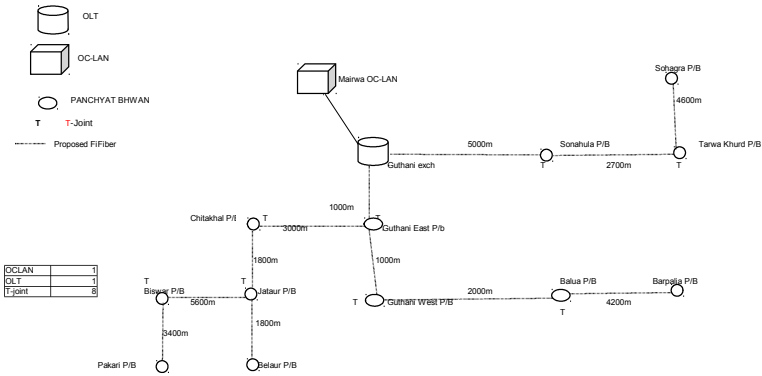 OLT
OC-LAN
PANCHYAT BHWAN
T T-Joint
Proposed FiFiber
Mairwa OC-LAN
Sohagra P/B
4600m
5000m
Sonahula P/B
Tarwa Khurd P/B
Guthani exch
T
2700m
T
1000m
Chitakhal P/B
T
3000m
T
Guthani East P/b
1800m
1000m
OCLAN 1
OLT 1
T-joint 8
T
T
Biswar P/B
5600m
Jataur P/B
T
Guthani West P/B
2000m
Balua P/B
Barpalia P/B
4200m
T
3400m
1800m
Pakari P/B
Belaur P/B